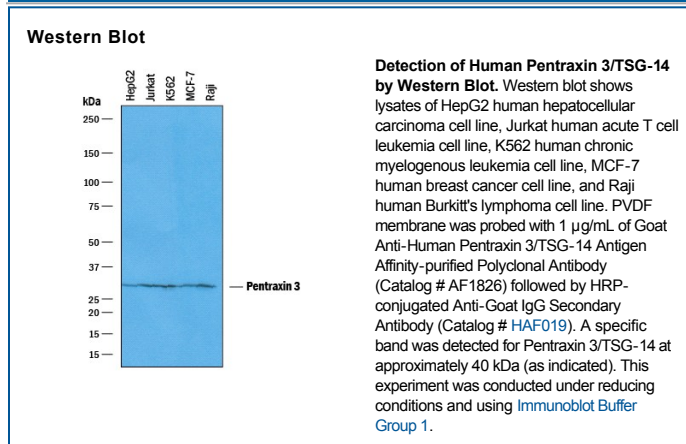 Western Blot
HepG2
Jurkat
K562
MCF-7
Raji
kDa
250
150
100
75
50
37
25
20
15
15
Pentraxin 3
Detection of Human Pentraxin 3/TSG-14
by Western Blot. Western blot shows
lysates of HepG2 human hepatocellular
carcinoma cell line, Jurkat human acute T cell
leukemia cell line, K562 human chronic
myelogenous leukemia cell line, MCF-7
human breast cancer cell line, and Raji
human Burkitt's lymphoma cell line. PVDF
membrane was probed with 1 µg/mL of Goat
Anti-Human Pentraxin 3/TSG-14 Antigen
Affinity-purified Polyclonal Antibody
(Catalog # AF1826) followed by HRP-
conjugated Anti-Goat IgG Secondary
Antibody (Catalog # HAF019). A specific
band was detected for Pentraxin 3/TSG-14 at
approximately 40 kDa (as indicated). This
experiment was conducted under reducing
conditions and using Immunoblot Buffer
Group 1.